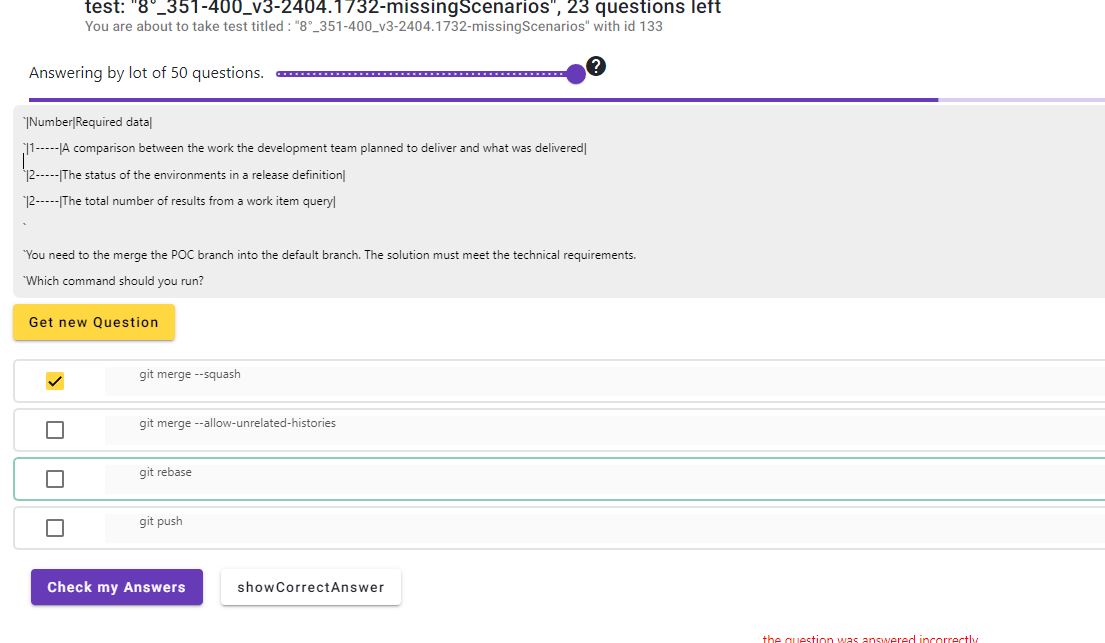 test: "8°_351-400_v3-2404.1732-missingScenarios", 23 questions left
You are about to take test titled : "8°_351-400_v3-2404.1732-missingScenarios" with id 133
Answering by lot of 50 questions.
?
`|Number|Required data|
`|1-----|A comparison between the work the development team planned to deliver and what was delivered|
`|2-----|The status of the environments in a release definition|
`|2-----|The total number of results from a work item query|
`
`You need to the merge the POC branch into the default branch. The solution must meet the technical requirements.
`Which command should you run?
Get new Question
git merge --squash
git merge --allow-unrelated-histories
git rebase
git push
Check my Answers showCorrectAnswer
the question was answered incorrectly